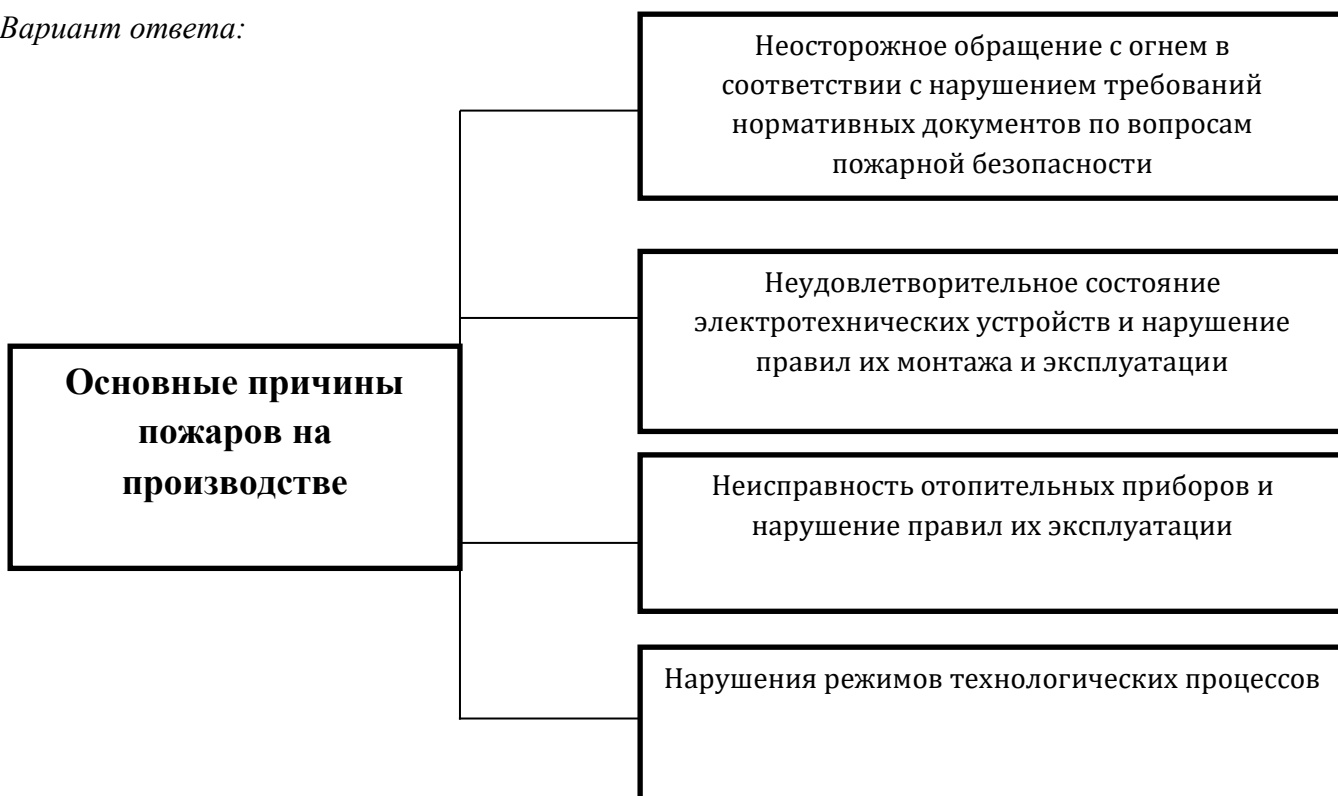 Вариант ответа:
Неосторожное обращение с огнем в
соответствии с нарушением требований
нормативных документов по вопросам
пожарной безопасности
Неудовлетворительное состояние
электротехнических устройств и нарушение
правил их монтажа и эксплуатации
Основные причины
пожаров на
производстве
Неисправность отопительных приборов и
нарушение правил их эксплуатации
Нарушения режимов технологических процессов